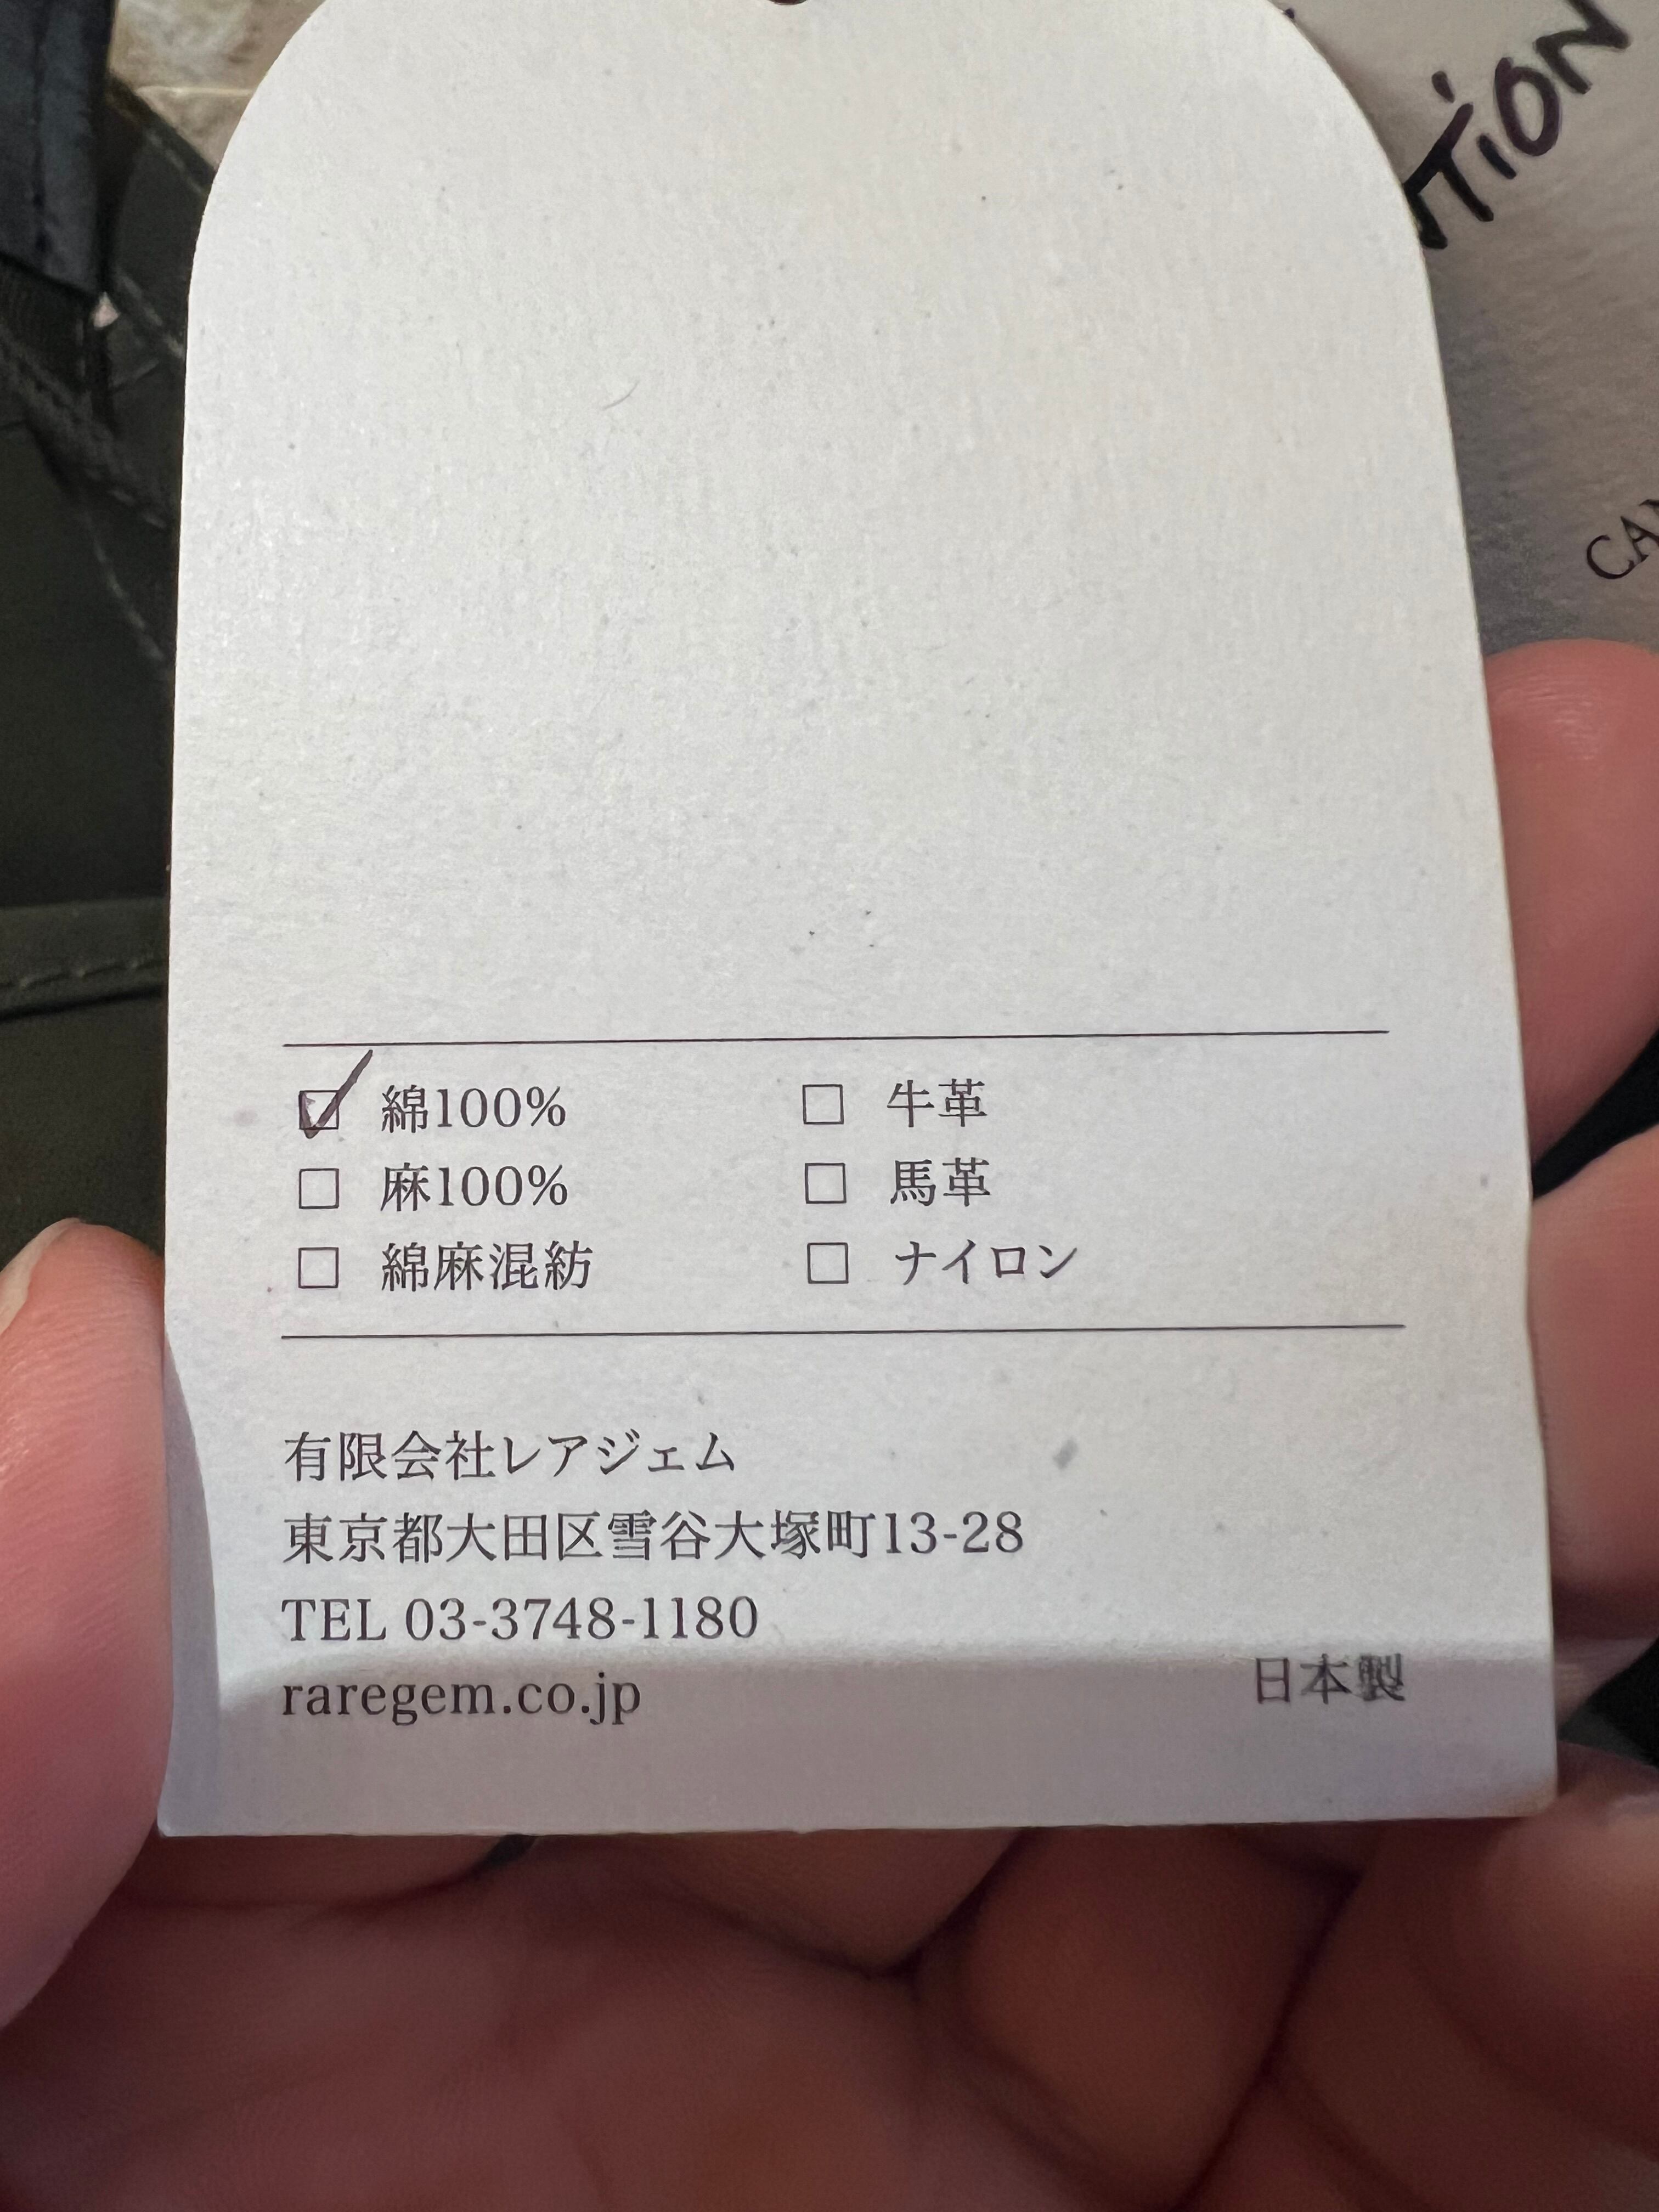 TION
CAN
☑ 綿100% ☐ 牛革
☐ 麻100% ☐ 馬革
☐ 綿麻混紡 ☐ ナイロン
有限会社レアジェム
東京都大田区雪谷大塚町13-28
TEL 03-3748-1180
raregem.co.jp
日本製